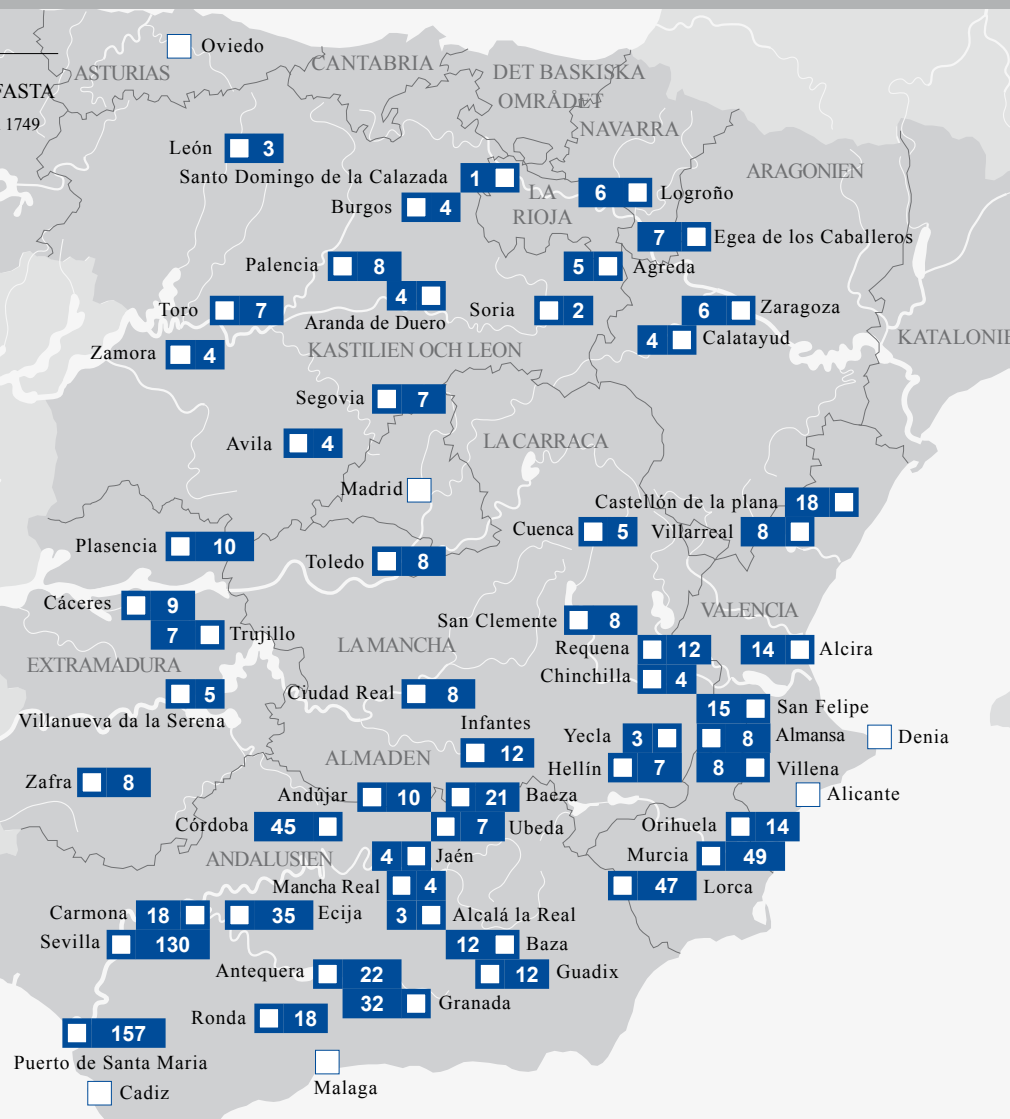 Oviedo
ASTURIAS
CANTABRIA
DET BASKISKA
OMRÅDET
FASTA
1749
NAVARRA
León 3
ARAGONIEN
Santo Domingo de la Calazada 1
6 Logroño
LA
RIOJA
Burgos 4
7 Egea de los Caballeros
Palencia 8
5 Agreda
4
Aranda de Duero
Toro 7
Soria 2
6 Zaragoza
4 Calatayud
KATALONIE
Zamora 4
KASTILIEN OCH LEON
Segovia 7
Avila 4
LA CARRACA
Madrid
Castellón de la plana 18
Cuenca 5
Villarreal 8
Plasencia 10
Toledo 8
Cáceres 9
7 Trujillo
San Clemente 8
VALENCIA
LA MANCHA
Requena 12
14 Alcira
EXTRAMADURA
Chinchilla 4
5
Villanueva da la Serena
Ciudad Real 8
15 San Felipe
Infantes
12
Yecla 3
8 Almansa
Denia
ALMADEN
Hellín 7
8 Villena
Zafra 8
Andújar 10
21 Baeza
Alicante
Córdoba 45
7 Ubeda
Orihuela 14
ANDALUSIEN
4 Jaén
Murcia 49
Mancha Real 4
47 Lorca
Carmona 18
35 Ecija
3 Alcalá la Real
Sevilla 130
12 Baza
Antequera 22
12 Guadix
32 Granada
Ronda 18
157
Puerto de Santa Maria
Malaga
Cadiz